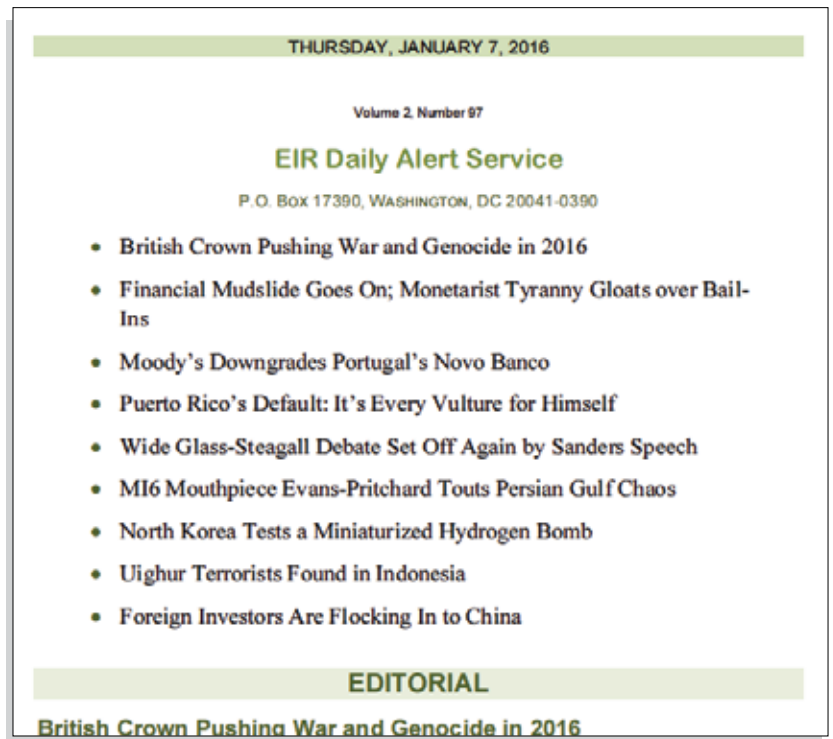 THURSDAY, JANUARY 7, 2016
Volume 2, Number 97
EIR Daily Alert Service
P.O. BOX 17390, WASHINGTON, DC 20041-0390
• British Crown Pushing War and Genocide in 2016
• Financial Mudslide Goes On; Monetarist Tyranny Gloats over Bail-
Ins
• Moody's Downgrades Portugal's Novo Banco
• Puerto Rico's Default: It's Every Vulture for Himself
• Wide Glass-Steagall Debate Set Off Again by Sanders Speech
• MI6 Mouthpiece Evans-Pritchard Touts Persian Gulf Chaos
• North Korea Tests a Miniaturized Hydrogen Bomb
• Uighur Terrorists Found in Indonesia
• Foreign Investors Are Flocking In to China
EDITORIAL
British Crown Pushing War and Genocide in 2016